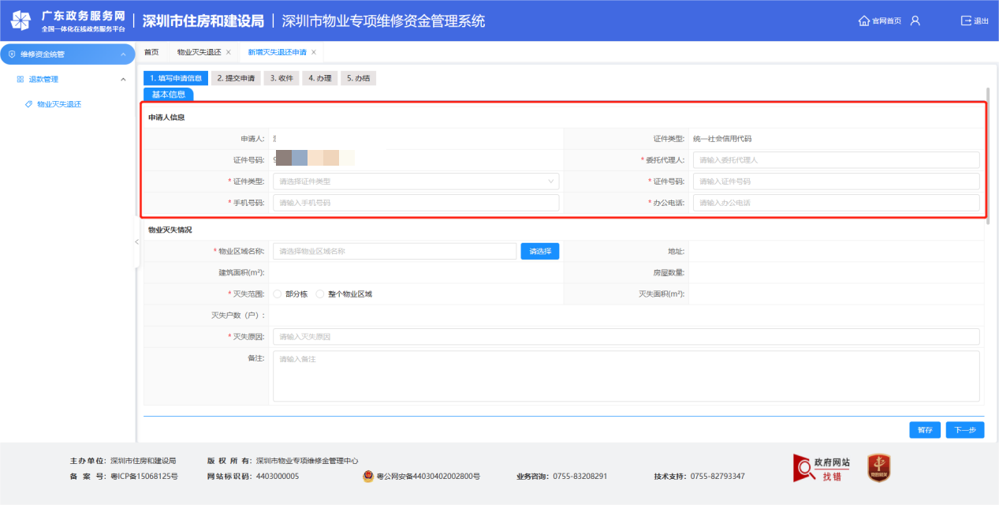 广东政务服务网
全国一体化在线政务服务平台
深圳市住房和建设局
深圳市物业专项维修资金管理系统
官网首页
退出
维修资金统管
退款管理
物业灭失退还
首页 物业灭失退还 × 新增灭失退还申请 ×
1. 填写申请信息 2. 提交申请 3. 收件 4. 办理 5. 办结
基本信息
申请人信息
申请人: 证件类型: 统一社会信用代码
证件号码: * 委托代理人: 请输入委托代理人
* 证件类型: 请选择证件类型 * 证件号码: 请输入证件号码
* 手机号码: 请输入手机号码 * 办公电话: 请输入办公电话
物业灭失情况
* 物业区域名称: 请选择物业区域名称 请选择 地址:
建筑面积(m²): 房屋数量:
* 灭失范围: 部分栋 整个物业区域 灭失面积(m²):
灭失户数（户）:
* 灭失原因: 请输入灭失原因
备注: 请输入备注
暂存 下一步
主办单位: 深圳市住房和建设局 版 权 所 有: 深圳市物业专项维修金管理中心
备 案 号: 粤ICP备15068125号 网站标识码: 4403000005 粤公网安备44030402002800号 业务咨询: 0755-83208291 技术支持: 0755-82793347
政府网站
找错
党政机关